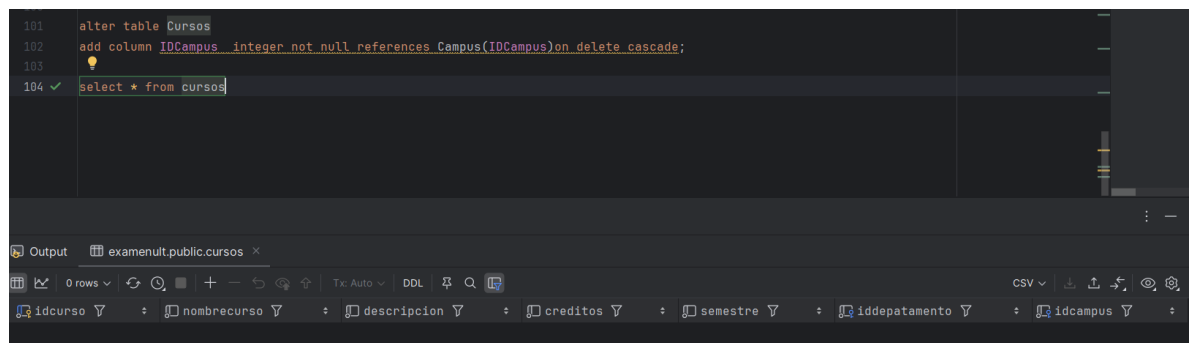 101 alter table Cursos
102 add column IDCampus integer not null references Campus(IDCampus)on delete cascade;
103
104 select * from cursos
Output examenult.public.cursos
0 rows Tx: Auto DDL CSV
idcurso nombrecurso descripcion creditos semestre iddepatamento idcampus